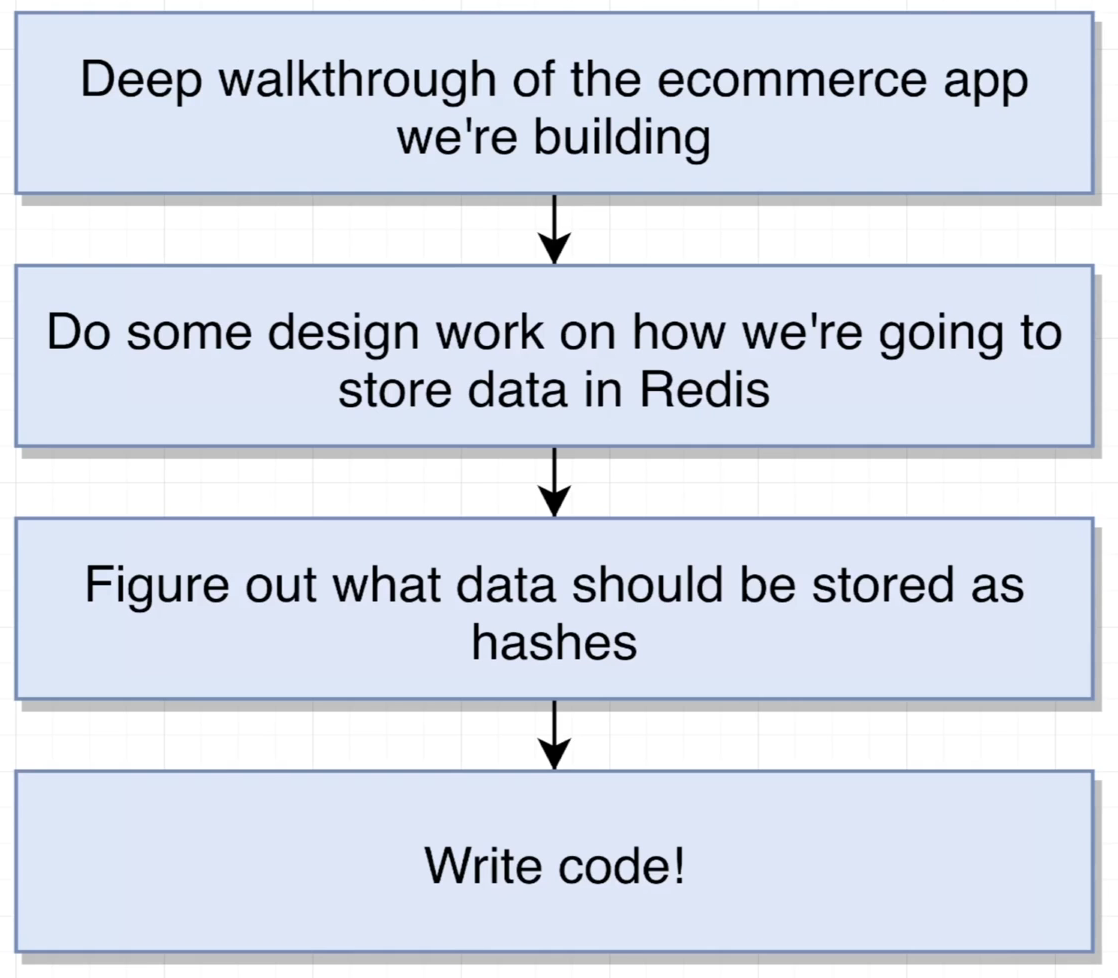 Deep walkthrough of the ecommerce app
we're building
Do some design work on how we're going to
store data in Redis
Figure out what data should be stored as
hashes
Write code!